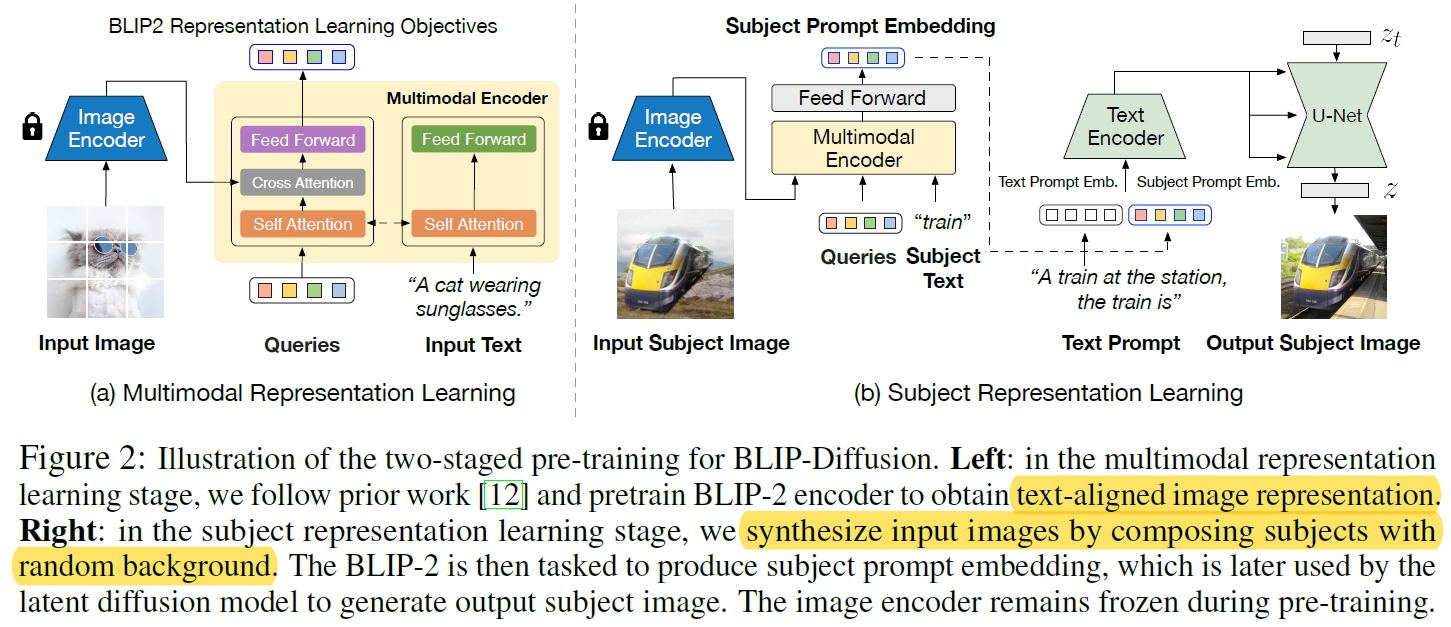 BLIP2 Representation Learning Objectives
Multimodal Encoder
Image
Encoder
Feed Forward
Feed Forward
Cross Attention
Self Attention
Self Attention
“A cat wearing
sunglasses.”
Input Image
Queries
Input Text
(a) Multimodal Representation Learning
Subject Prompt Embedding
Image
Encoder
Feed Forward
Multimodal
Encoder
“train”
Queries
Subject
Text
Input Subject Image
Text
Encoder
Text Prompt Emb.
Subject Prompt Emb.
“A train at the station,
the train is”
Text Prompt
zt
U-Net
z
Output Subject Image
(b) Subject Representation Learning
Figure 2: Illustration of the two-staged pre-training for BLIP-Diffusion. Left: in the multimodal representation
learning stage, we follow prior work [12] and pretrain BLIP-2 encoder to obtain text-aligned image representation.
Right: in the subject representation learning stage, we synthesize input images by composing subjects with
random background. The BLIP-2 is then tasked to produce subject prompt embedding, which is later used by the
latent diffusion model to generate output subject image. The image encoder remains frozen during pre-training.